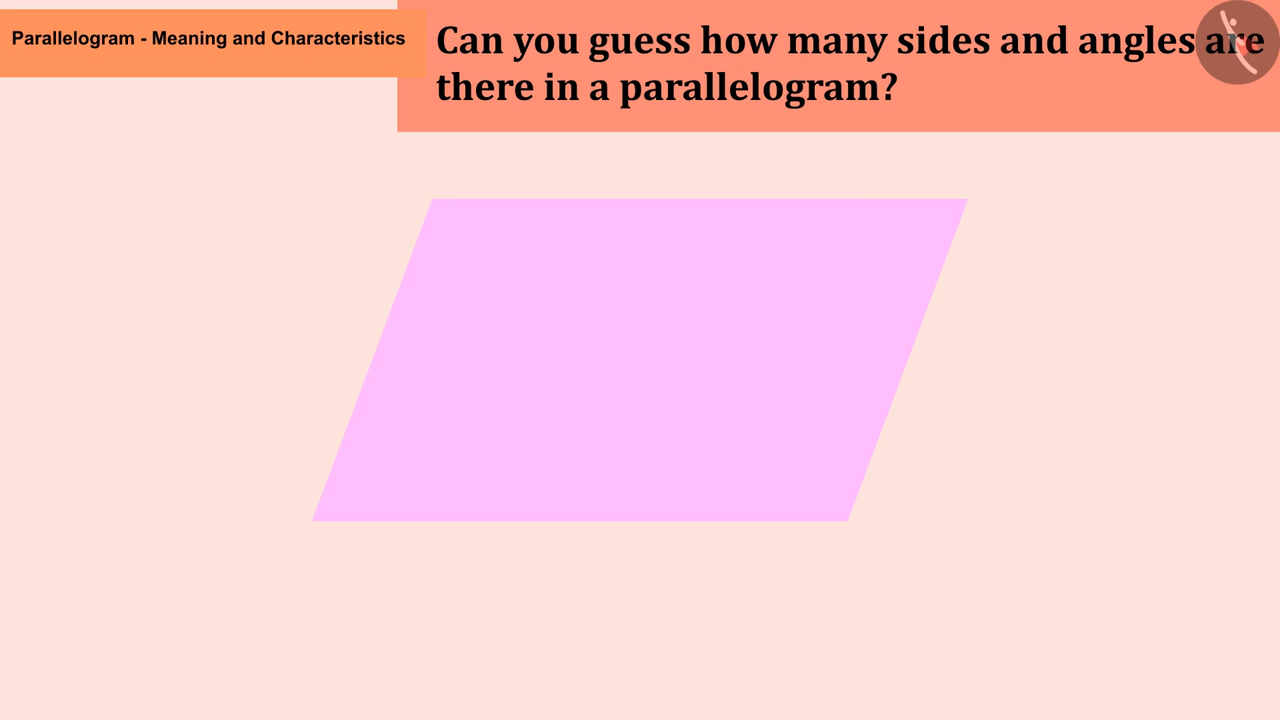 Parallelogram - Meaning and Characteristics
Can you guess how many sides and angles are
there in a parallelogram?